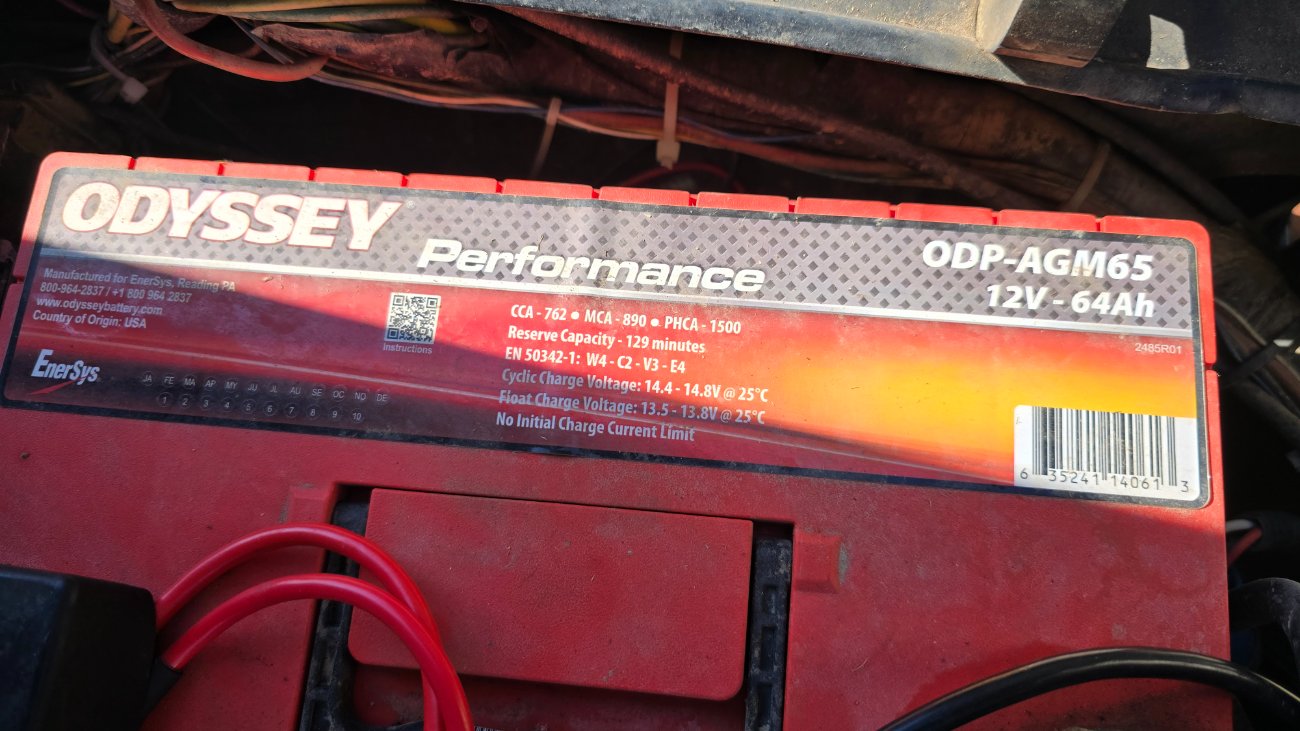 ODYSSEY®
Performance
ODP-AGM65
12V - 64Ah
Manufactured for EnerSys, Reading PA
800-964-2837 / +1 800 964 2837
www.odysseybattery.com
Country of Origin: USA
EnerSys
Instructions
JA FE MA AP MY JU JL AU SE OC NO DE
1 2 3 4 5 6 7 8 9 10
CCA - 762 • MCA - 890 • PHCA - 1500
Reserve Capacity - 129 minutes
EN 50342-1: W4 - C2 - V3 - E4
Cyclic Charge Voltage: 14.4 - 14.8V @ 25°C
Float Charge Voltage: 13.5 - 13.8V @ 25°C
No Initial Charge Current Limit
2485R01
6 35241 14061 3